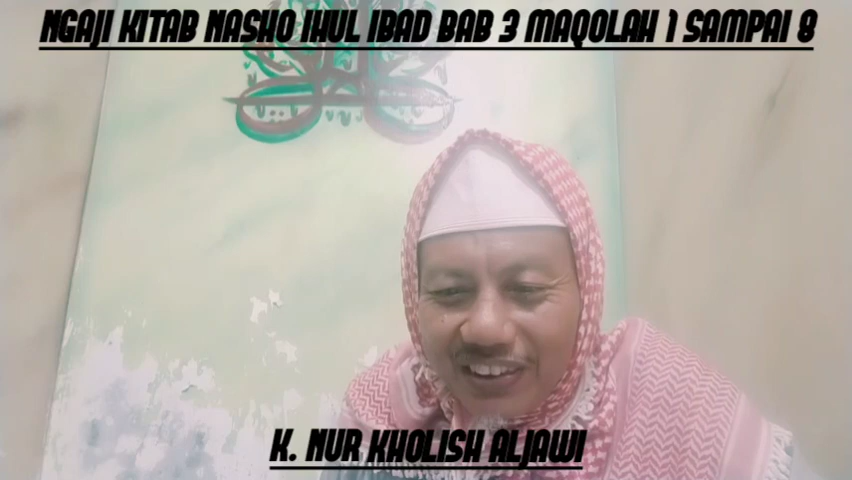 NGAJI KITAB NASHO IHUL IBAD BAB 3 MAQOLAH 1 SAMPAI 8
K. NUR KHOLISH ALJAWI